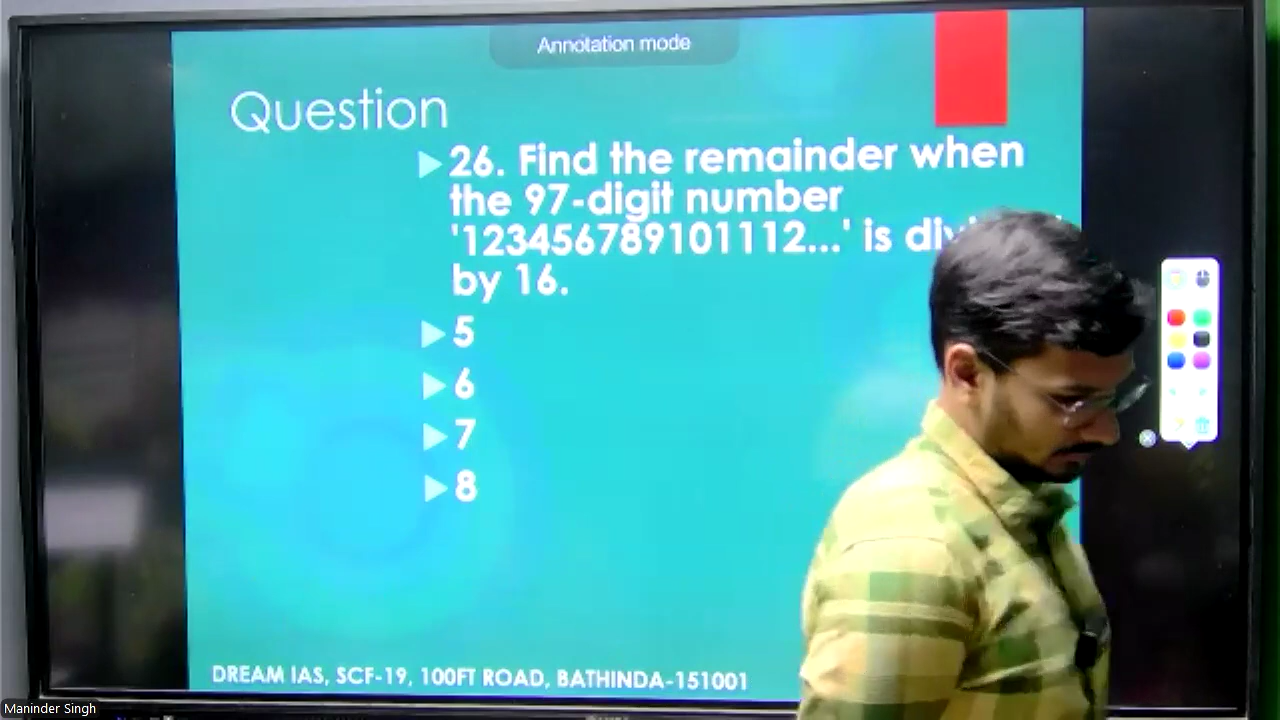 Annotation mode
Question
26. Find the remainder when
the 97-digit number
'123456789101112...' is
by 16.
5
6
7
8
DREAM IAS, SCF-19, 100FT ROAD, BATHINDA-151001
Maninder Singh